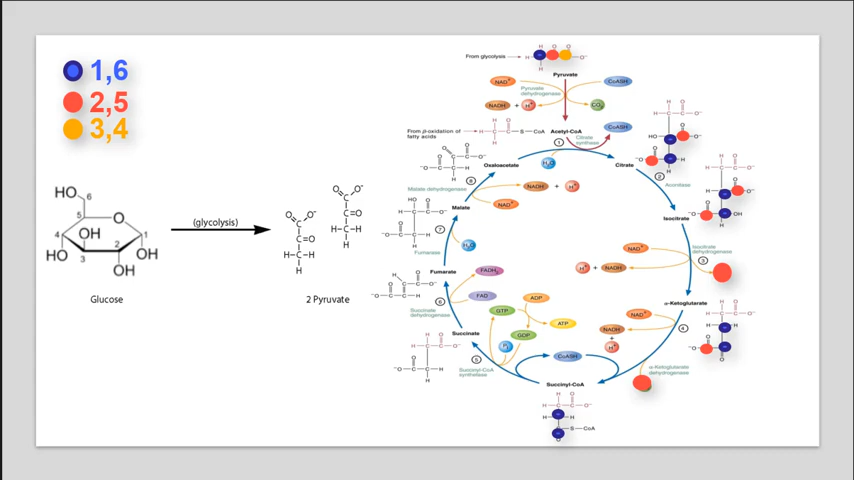 1,6
2,5
3,4
HO 6
5 O
4 OH 1
HO 3 2 OH
OH
(glycolysis)
Glucose
2 Pyruvate
From glycolysis
Pyruvate
NAD+
CoASH
Pyruvate dehydrogenase
NADH + H+
CO2
From β-oxidation of
fatty acids
S – CoA
Acetyl-CoA
CoASH
Citrate
synthase
1
H2O
Oxaloacetate
Citrate
2
Aconitase
Isocitrate
NAD+
Isocitrate
dehydrogenase
3
H+ + NADH
α-Ketoglutarate
NAD+
4
NADH
+
H+
α-Ketoglutarate
dehydrogenase
Succinyl-CoA
S – CoA
CoASH
5
Succinyl-CoA
synthetase
Pi
GTP
GDP
ADP
ATP
Succinate
Succinate
dehydrogenase
6
FAD
FADH2
Fumarate
Fumarase
7
H2O
Malate
Malate dehydrogenase
8
NAD+
NADH + H+